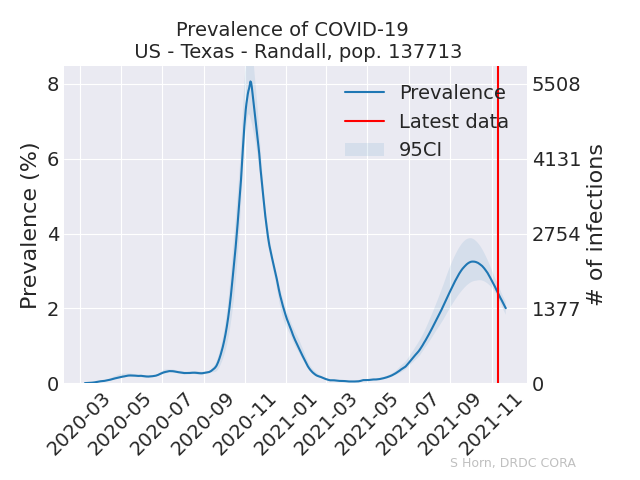 Prevalence of COVID-19
US - Texas - Randall, pop. 137713
Prevalence
Latest data
95CI
8
6
4
2
0
5508
4131
2754
1377
0
Prevalence (%)
# of infections
2020-03
2020-05
2020-07
2020-09
2020-11
2021-01
2021-03
2021-05
2021-07
2021-09
2021-11
S Horn, DRDC CORA